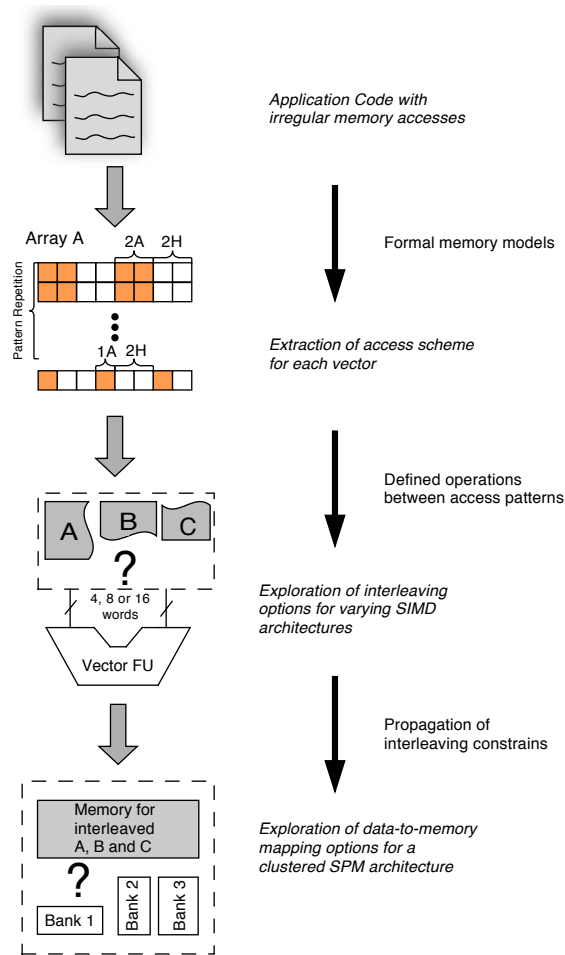 Application Code with
irregular memory accesses
Formal memory models
Array A
2A
2H
Pattern Repetition
1A
2H
Extraction of access scheme
for each vector
Defined operations
between access patterns
A
B
C
?
4, 8 or 16
words
Vector FU
Exploration of interleaving
options for varying SIMD
architectures
Propagation of
interleaving constrains
Memory for
interleaved
A, B and C
?
Bank 1
Bank 2
Bank 3
Exploration of data-to-memory
mapping options for a
clustered SPM architecture